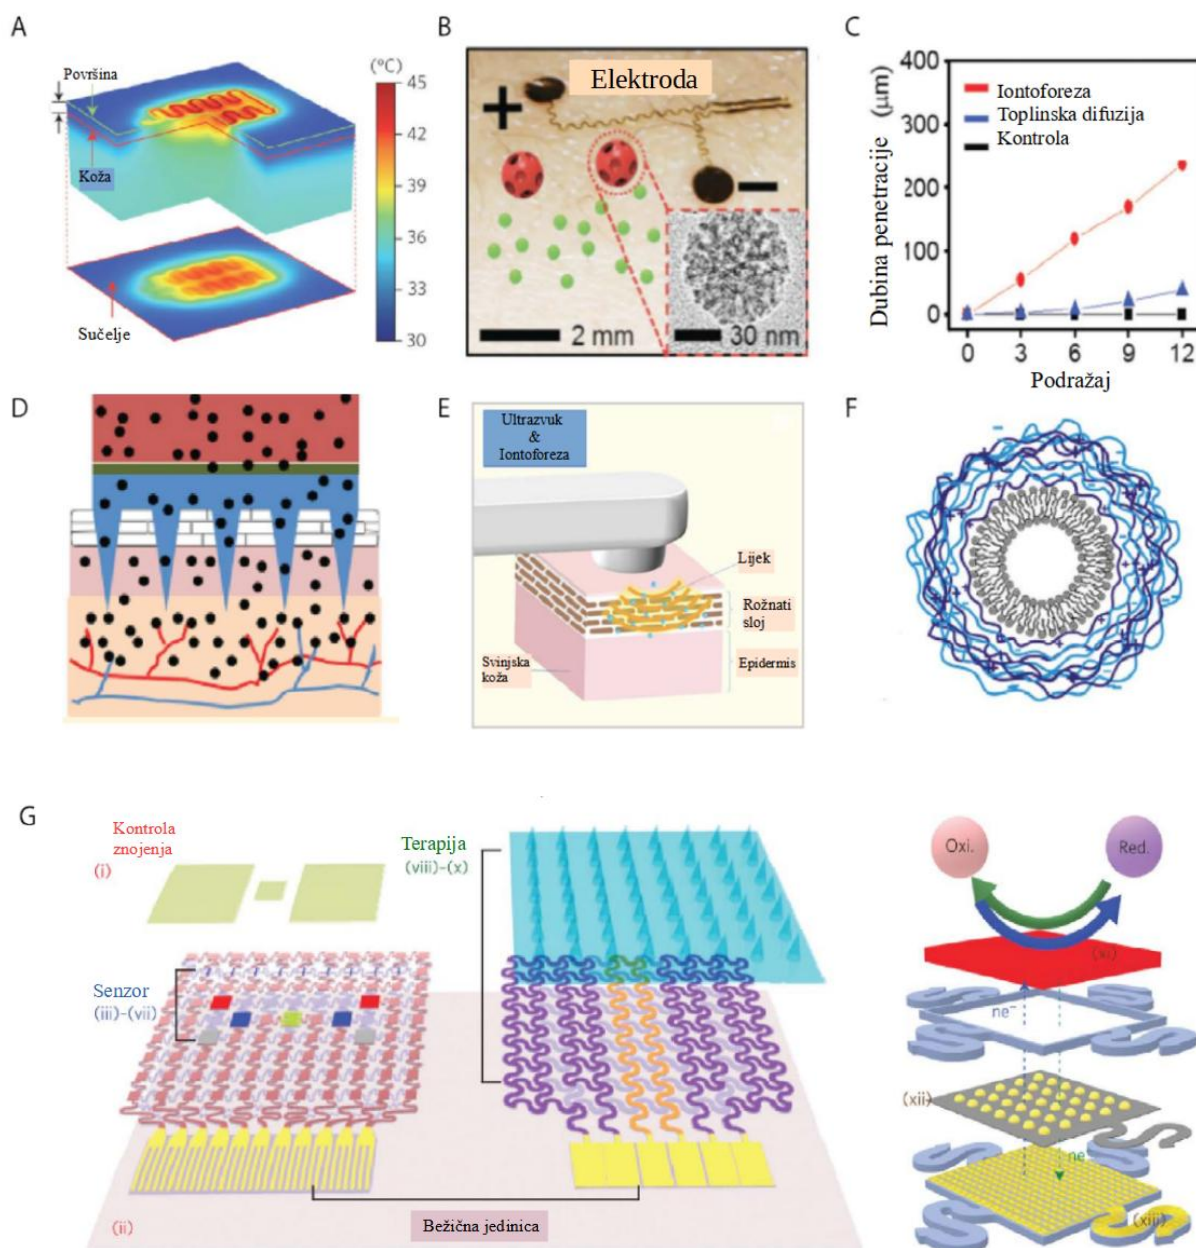 A
(°C)
45
42
39
36
33
30
Površina
Koža
Sučelje
B
Elektroda
+
2 mm
30 nm
C
400
300
200
100
0
Dubina penetracije (μm)
Iontoforeza
Toplinska difuzija
Kontrola
0 3 6 9 12
Podražaj
D
E
Ultrazvuk
&
Iontoforeza
Lijek
Rožnati
sloj
Svinjska
koža
Epidermis
F
G
Kontrola
znojenja
(i)
Terapija
(viii)-(x)
Senzor
(iii)-(vii)
Bežična jedinica
(ii)
Oxi.
Red.
(xi)
ne⁻
(xii)
ne
(xiii)